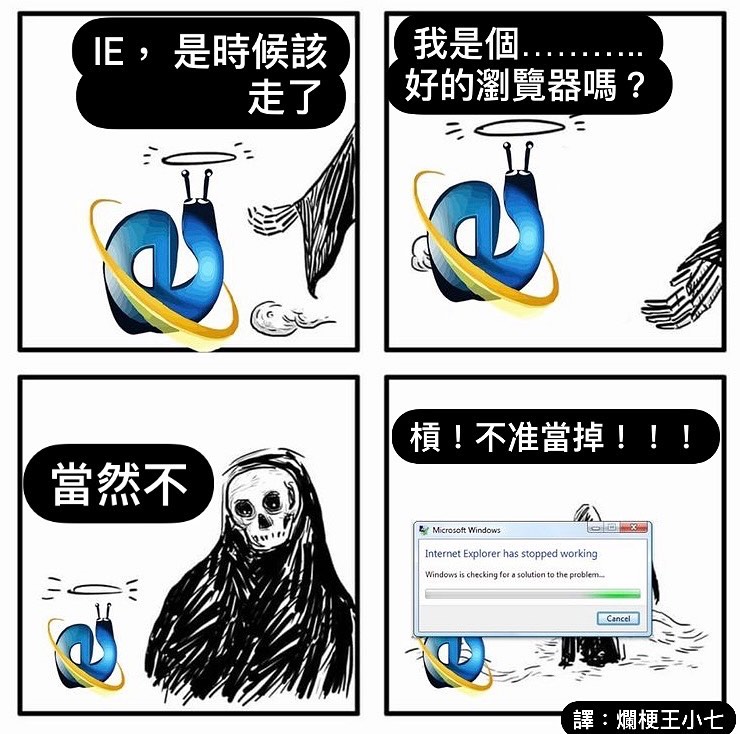 IE， 是時候該
走了
我是個…………
好的瀏覽器嗎？
當然不
槓！不准當掉！！！
Microsoft Windows
Internet Explorer has stopped working
Windows is checking for a solution to the problem...
Cancel
譯：爛梗王小七